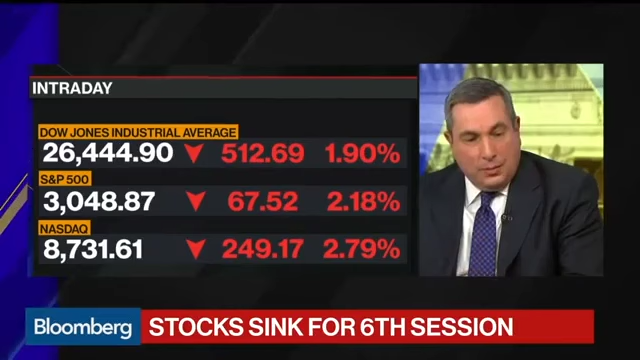 INTRADAY
DOW JONES INDUSTRIAL AVERAGE
26,444.90 512.69 1.90%
S&P 500
3,048.87 67.52 2.18%
NASDAQ
8,731.61 249.17 2.79%
Bloomberg STOCKS SINK FOR 6TH SESSION